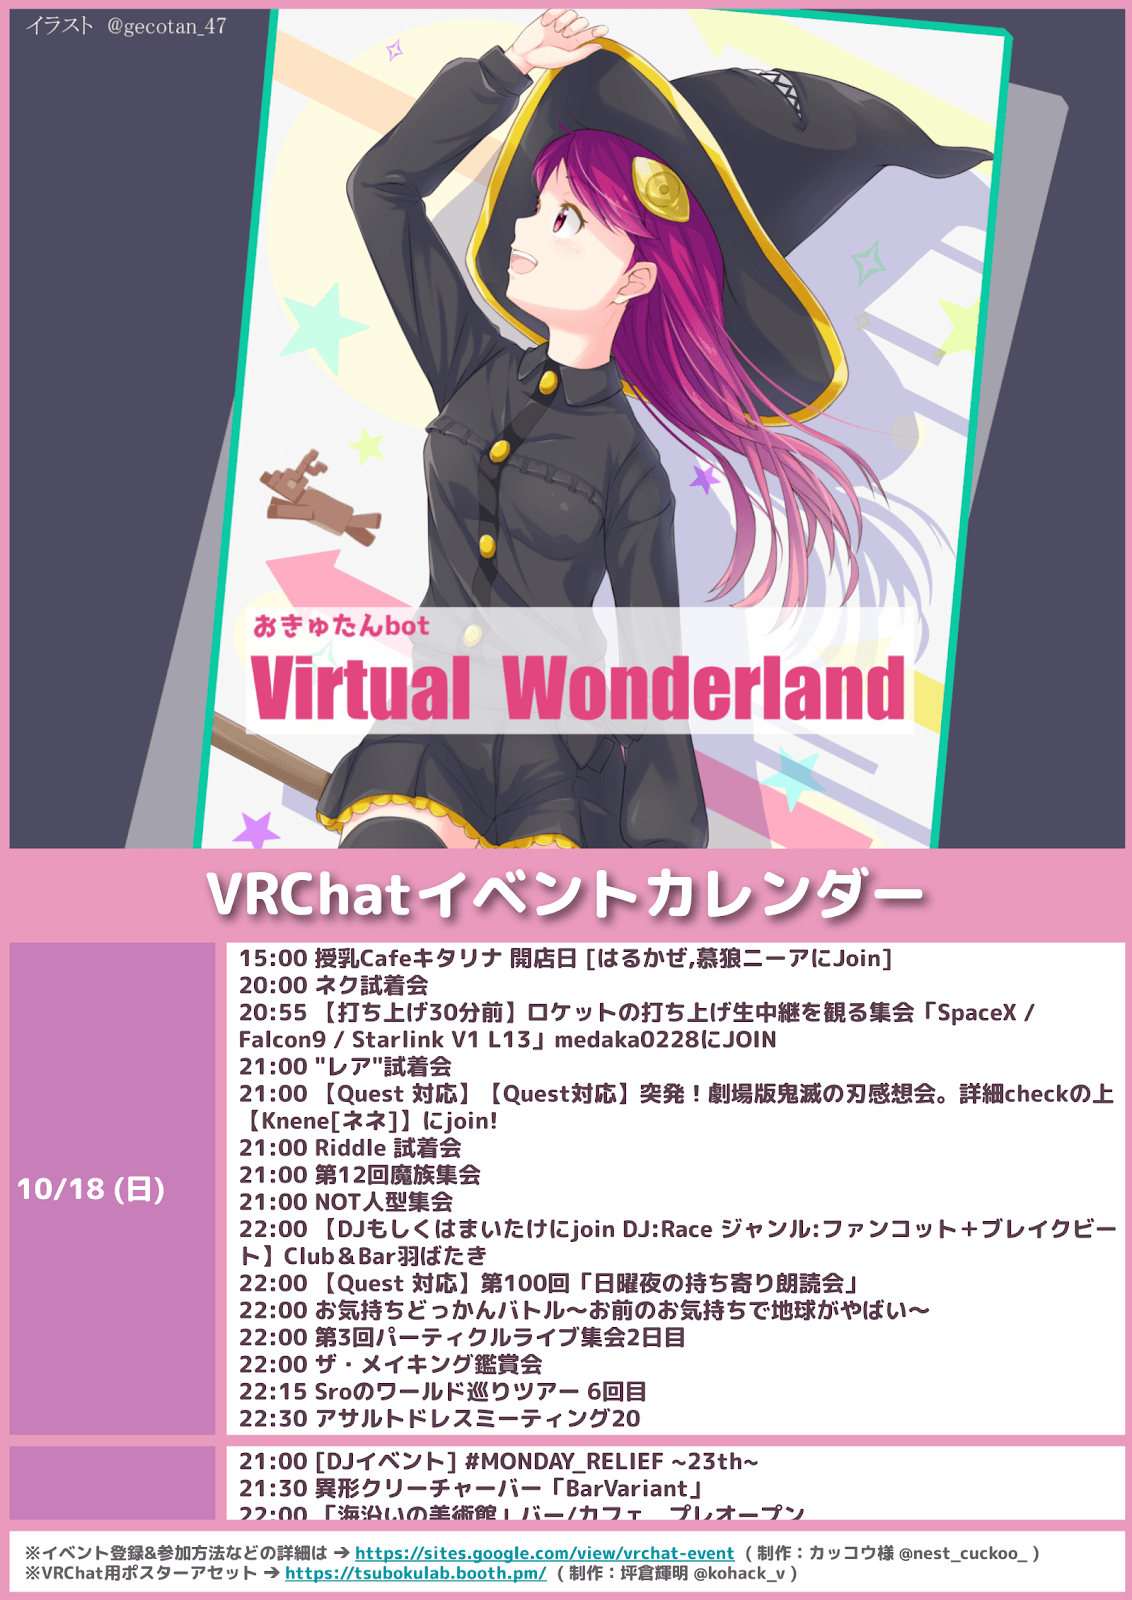 イラスト @gecotan_47
おきゅたんbot
Virtual Wonderland
VRChatイベントカレンダー
10/18 (日)
15:00 授乳Cafeキタリナ 開店日 [はるかぜ,慕狼ニーアにJoin]
20:00 ネク試着会
20:55 【打ち上げ30分前】ロケットの打ち上げ生中継を観る集会「SpaceX /
Falcon9 / Starlink V1 L13」medaka0228にJOIN
21:00 "レア"試着会
21:00 【Quest 対応】【Quest対応】突発！劇場版鬼滅の刃感想会。詳細checkの上
【Knene[ネネ]】にjoin!
21:00 Riddle 試着会
21:00 第12回魔族集会
21:00 NOT人型集会
22:00 【DJもしくはまいたけにjoin DJ:Race ジャンル:ファンコット＋ブレイクビー
ト】Club＆Bar羽ばたき
22:00 【Quest 対応】第100回「日曜夜の持ち寄り朗読会」
22:00 お気持ちどっかんバトル～お前のお気持ちで地球がやばい～
22:00 第3回パーティクルライブ集会2日目
22:00 ザ・メイキング鑑賞会
22:15 Sroのワールド巡りツアー 6回目
22:30 アサルトドレスミーティング20
21:00 [DJイベント] #MONDAY_RELIEF ~23th~
21:30 異形クリーチャーバー「BarVariant」
22:00 「海沿いの美術館」バー/カフェ　プレオープン
※イベント登録&参加方法などの詳細は ➔ https://sites.google.com/view/vrchat-event ( 制作：カッコウ様 @nest_cuckoo_ )
※VRChat用ポスターアセット ➔ https://tsubokulab.booth.pm/ ( 制作：坪倉輝明 @kohack_v )